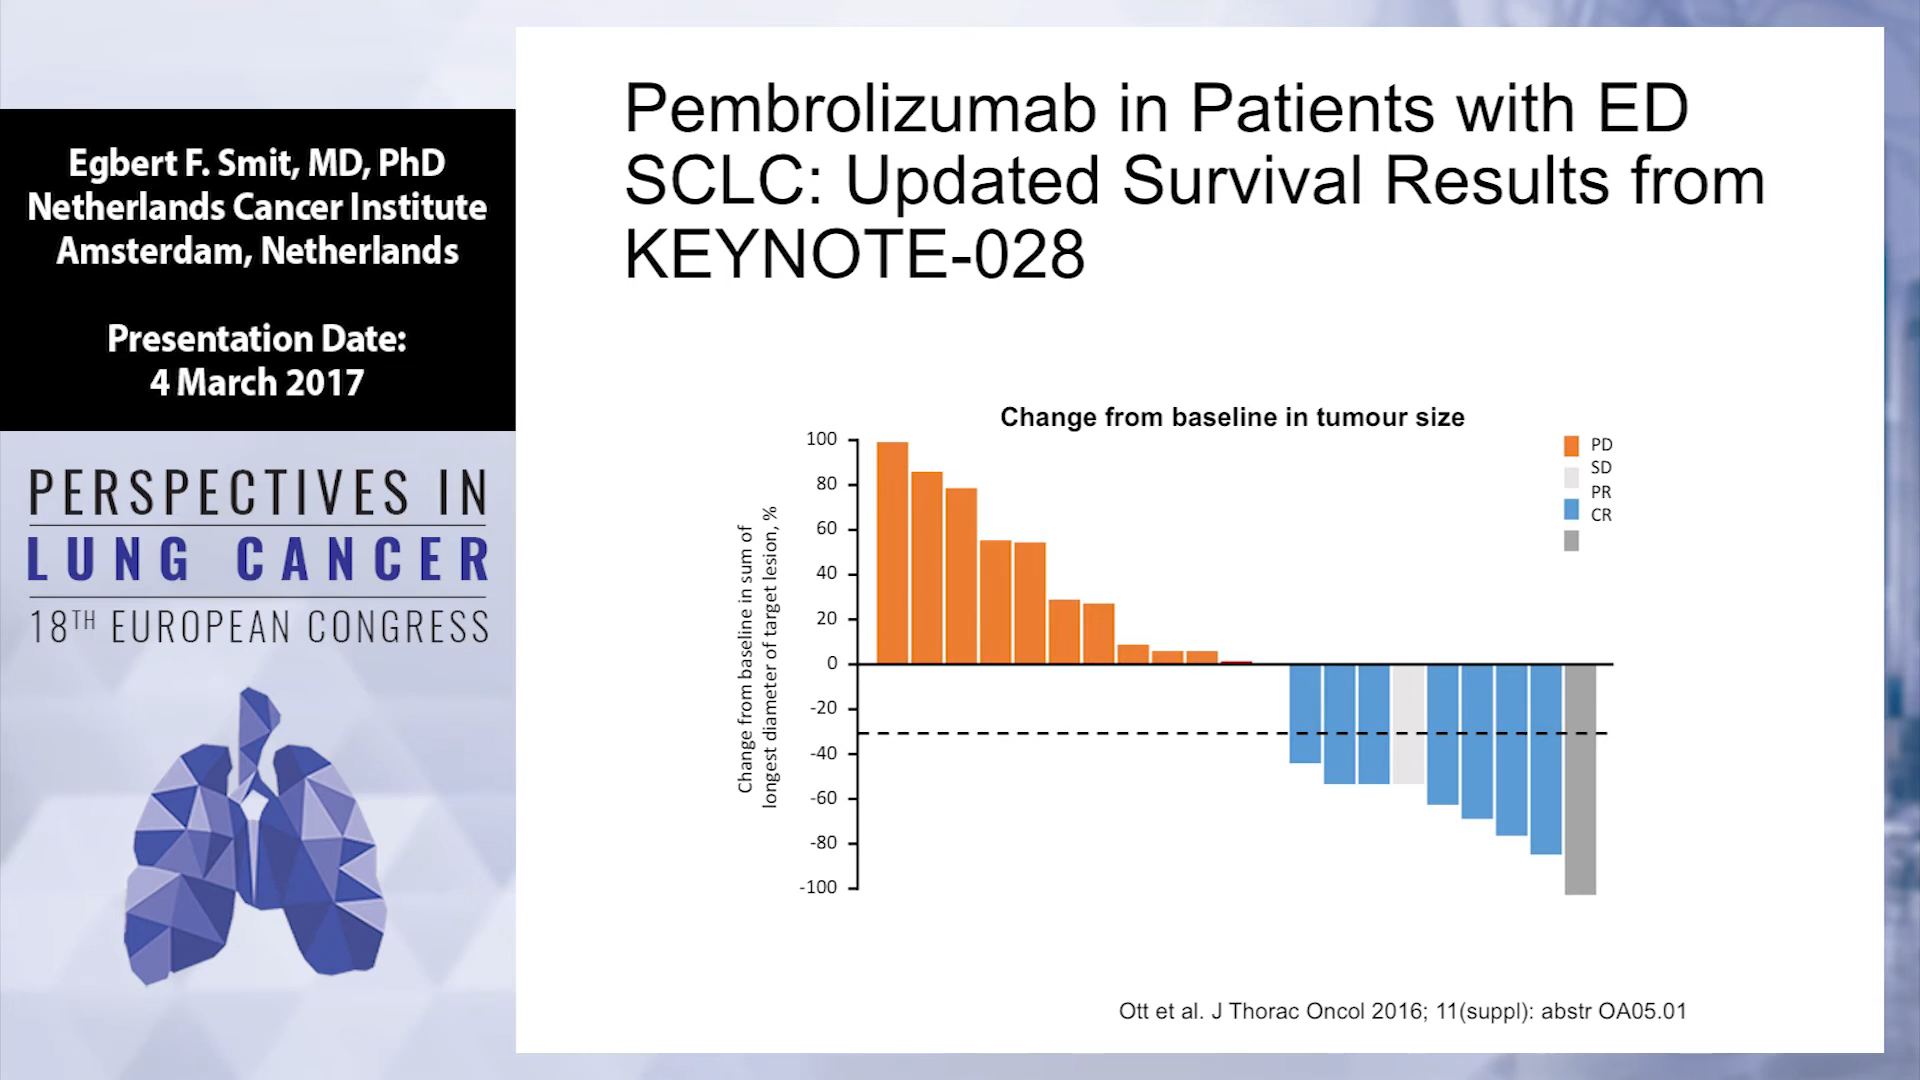 Egbert F. Smit, MD, PhD
Netherlands Cancer Institute
Amsterdam, Netherlands
Presentation Date:
4 March 2017
PERSPECTIVES IN
LUNG CANCER
18TH EUROPEAN CONGRESS
Pembrolizumab in Patients with ED
SCLC: Updated Survival Results from
KEYNOTE-028
Change from baseline in tumour size
Change from baseline in sum of
longest diameter of target lesion, %
100
80
60
40
20
0
-20
-40
-60
-80
-100
PD
SD
PR
CR
Ott et al. J Thorac Oncol 2016; 11(suppl): abstr OA05.01